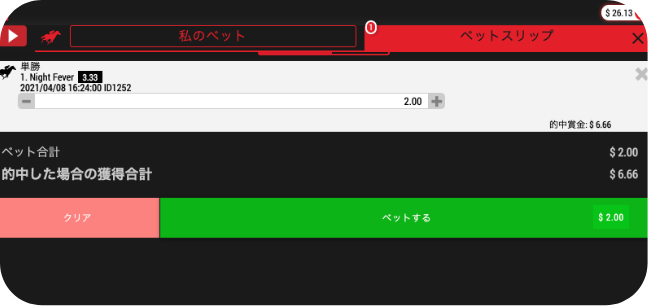 $ 26.13
私のベット
1
ベットスリップ
単勝
1. Night Fever 3.33
2021/04/08 16:24:00 ID1252
2.00
的中賞金: $ 6.66
ベット合計
$ 2.00
的中した場合の獲得合計
$ 6.66
クリア
ベットする
$ 2.00